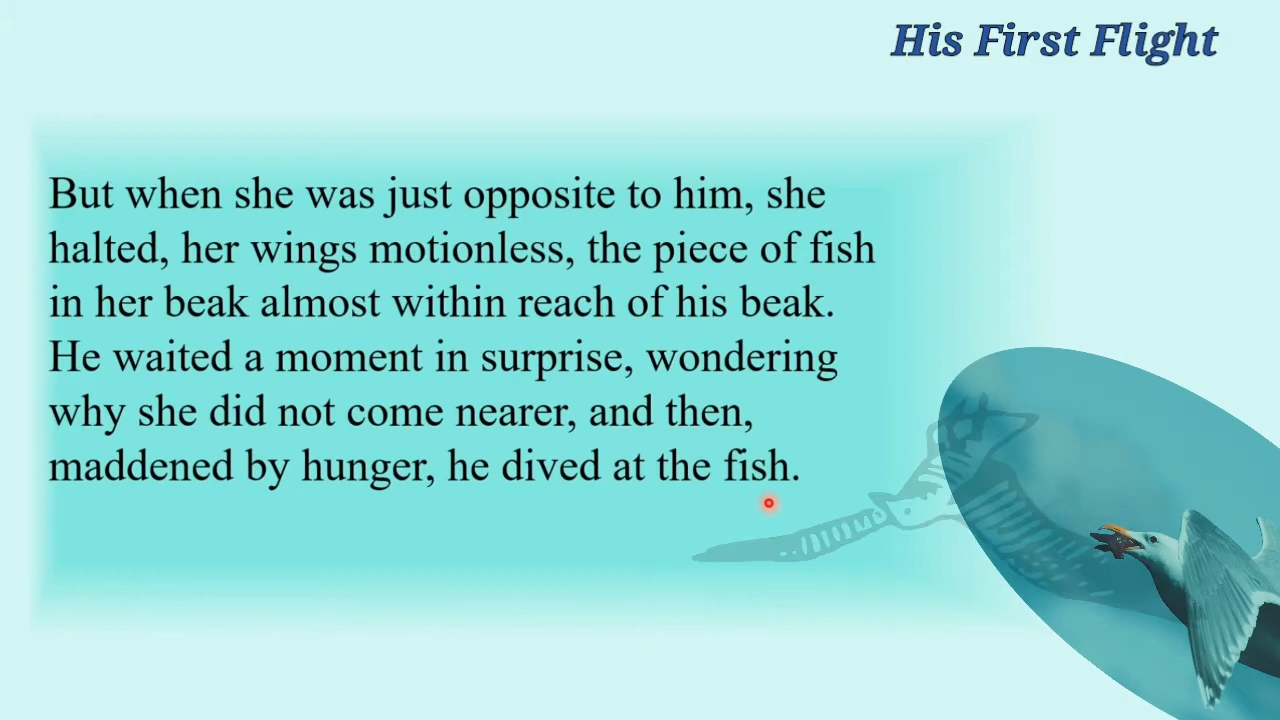 His First Flight
But when she was just opposite to him, she
halted, her wings motionless, the piece of fish
in her beak almost within reach of his beak.
He waited a moment in surprise, wondering
why she did not come nearer, and then,
maddened by hunger, he dived at the fish.